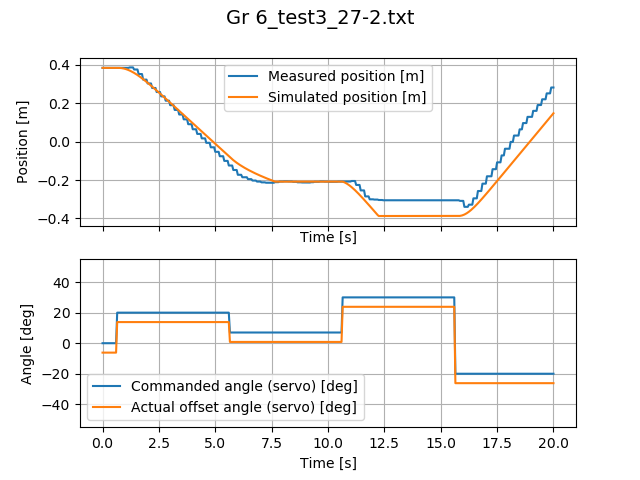 Gr 6_test3_27-2.txt
0.4
0.2
0.0
−0.2
−0.4
Position [m]
Measured position [m]
Simulated position [m]
Time [s]
40
20
0
−20
−40
Angle [deg]
Commanded angle (servo) [deg]
Actual offset angle (servo) [deg]
0.0 2.5 5.0 7.5 10.0 12.5 15.0 17.5 20.0
Time [s]